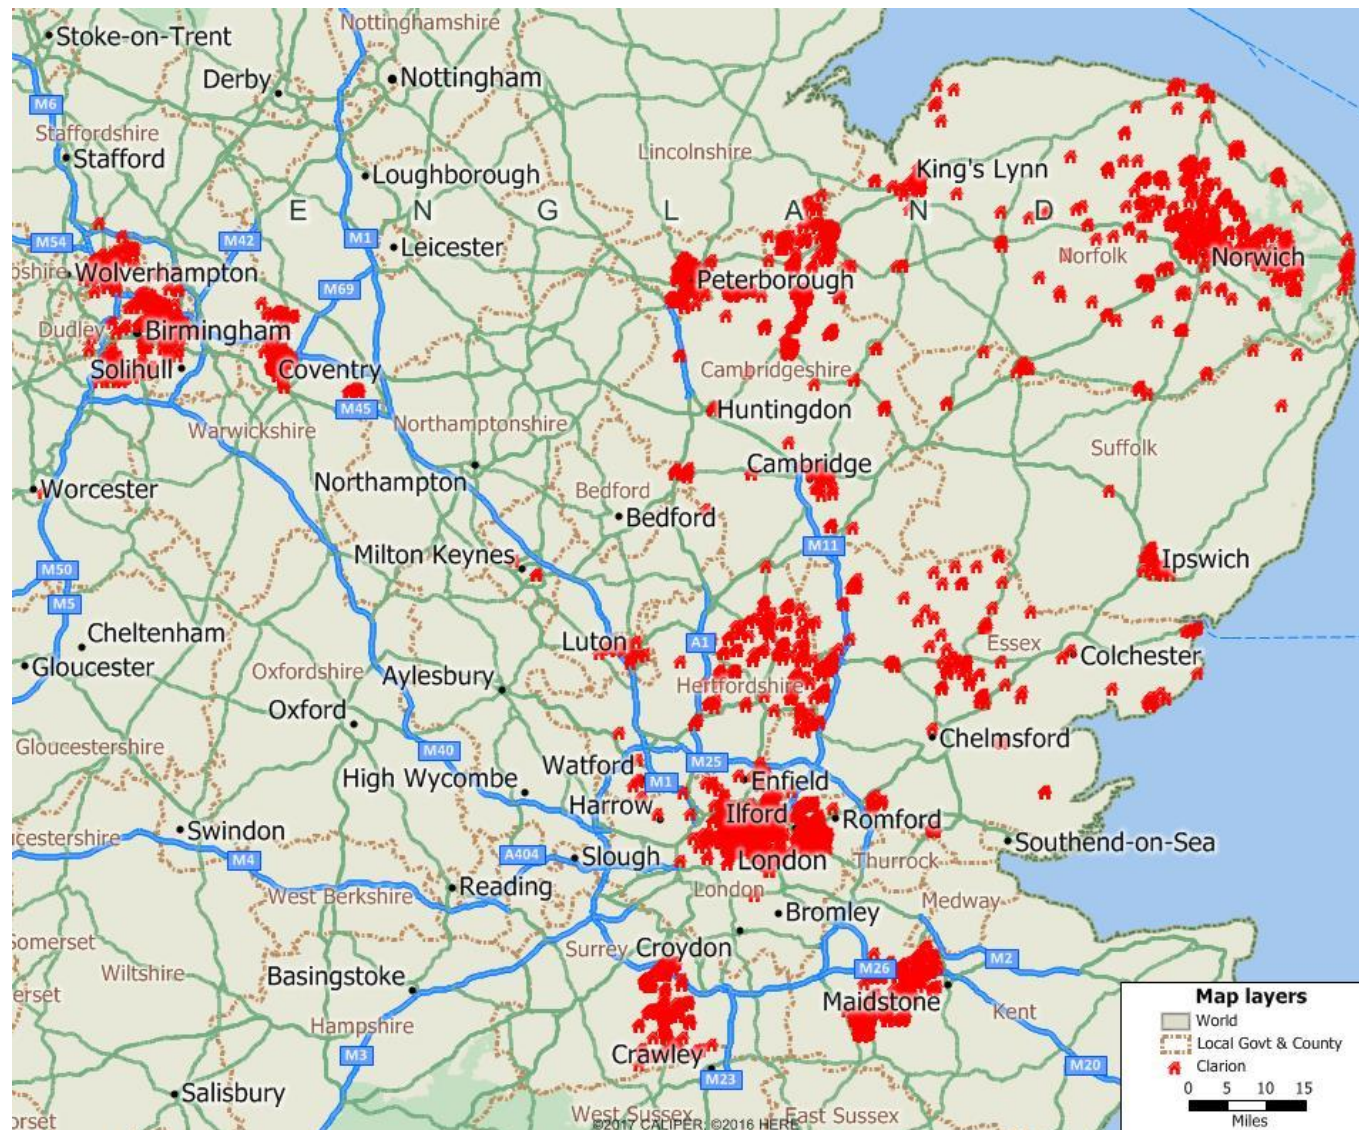 Nottinghamshire
Stoke-on-Trent
Derby
Nottingham
M6
Staffordshire
Stafford
Lincolnshire
Loughborough
King's Lynn
E N G L A N D
M54
M42
M1
Leicester
Norfolk
Norwich
Wolverhampton
Peterborough
M69
Dudley
Birmingham
Solihull
Coventry
Cambridgeshire
M45
Huntingdon
Warwickshire
Northamptonshire
Suffolk
Cambridge
Northampton
Worcester
Bedford
Bedford
M11
Milton Keynes
Ipswich
M50
M5
Cheltenham
Luton
A1
Essex
Gloucester
Oxfordshire
Aylesbury
Hertfordshire
Colchester
Oxford
Gloucestershire
M40
Chelmsford
Watford
M25
High Wycombe
M1
Enfield
Harrow
Ilford
Romford
Swindon
ucestershire
Southend-on-Sea
M4
A404
Slough
London
Thurrock
Reading
London
West Berkshire
Medway
Bromley
Somerset
Surrey
Croydon
Wiltshire
Basingstoke
M26
M2
erset
Maidstone
Kent
Hampshire
Crawley
M3
M23
M20
Salisbury
West Sussex
East Sussex
orset
©2017 CALIPER; ©2016 HERE
Map layers
World
Local Govt & County
Clarion
0 5 10 15
Miles